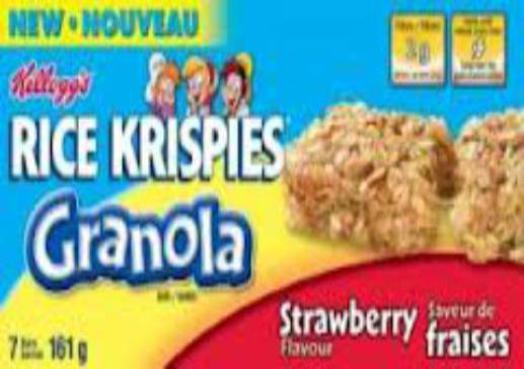 NEW • NOUVEAU
Kellogg's
RICE KRISPIES
Granola
Strawberry
Flavour
Saveur de
fraises
7 161 g